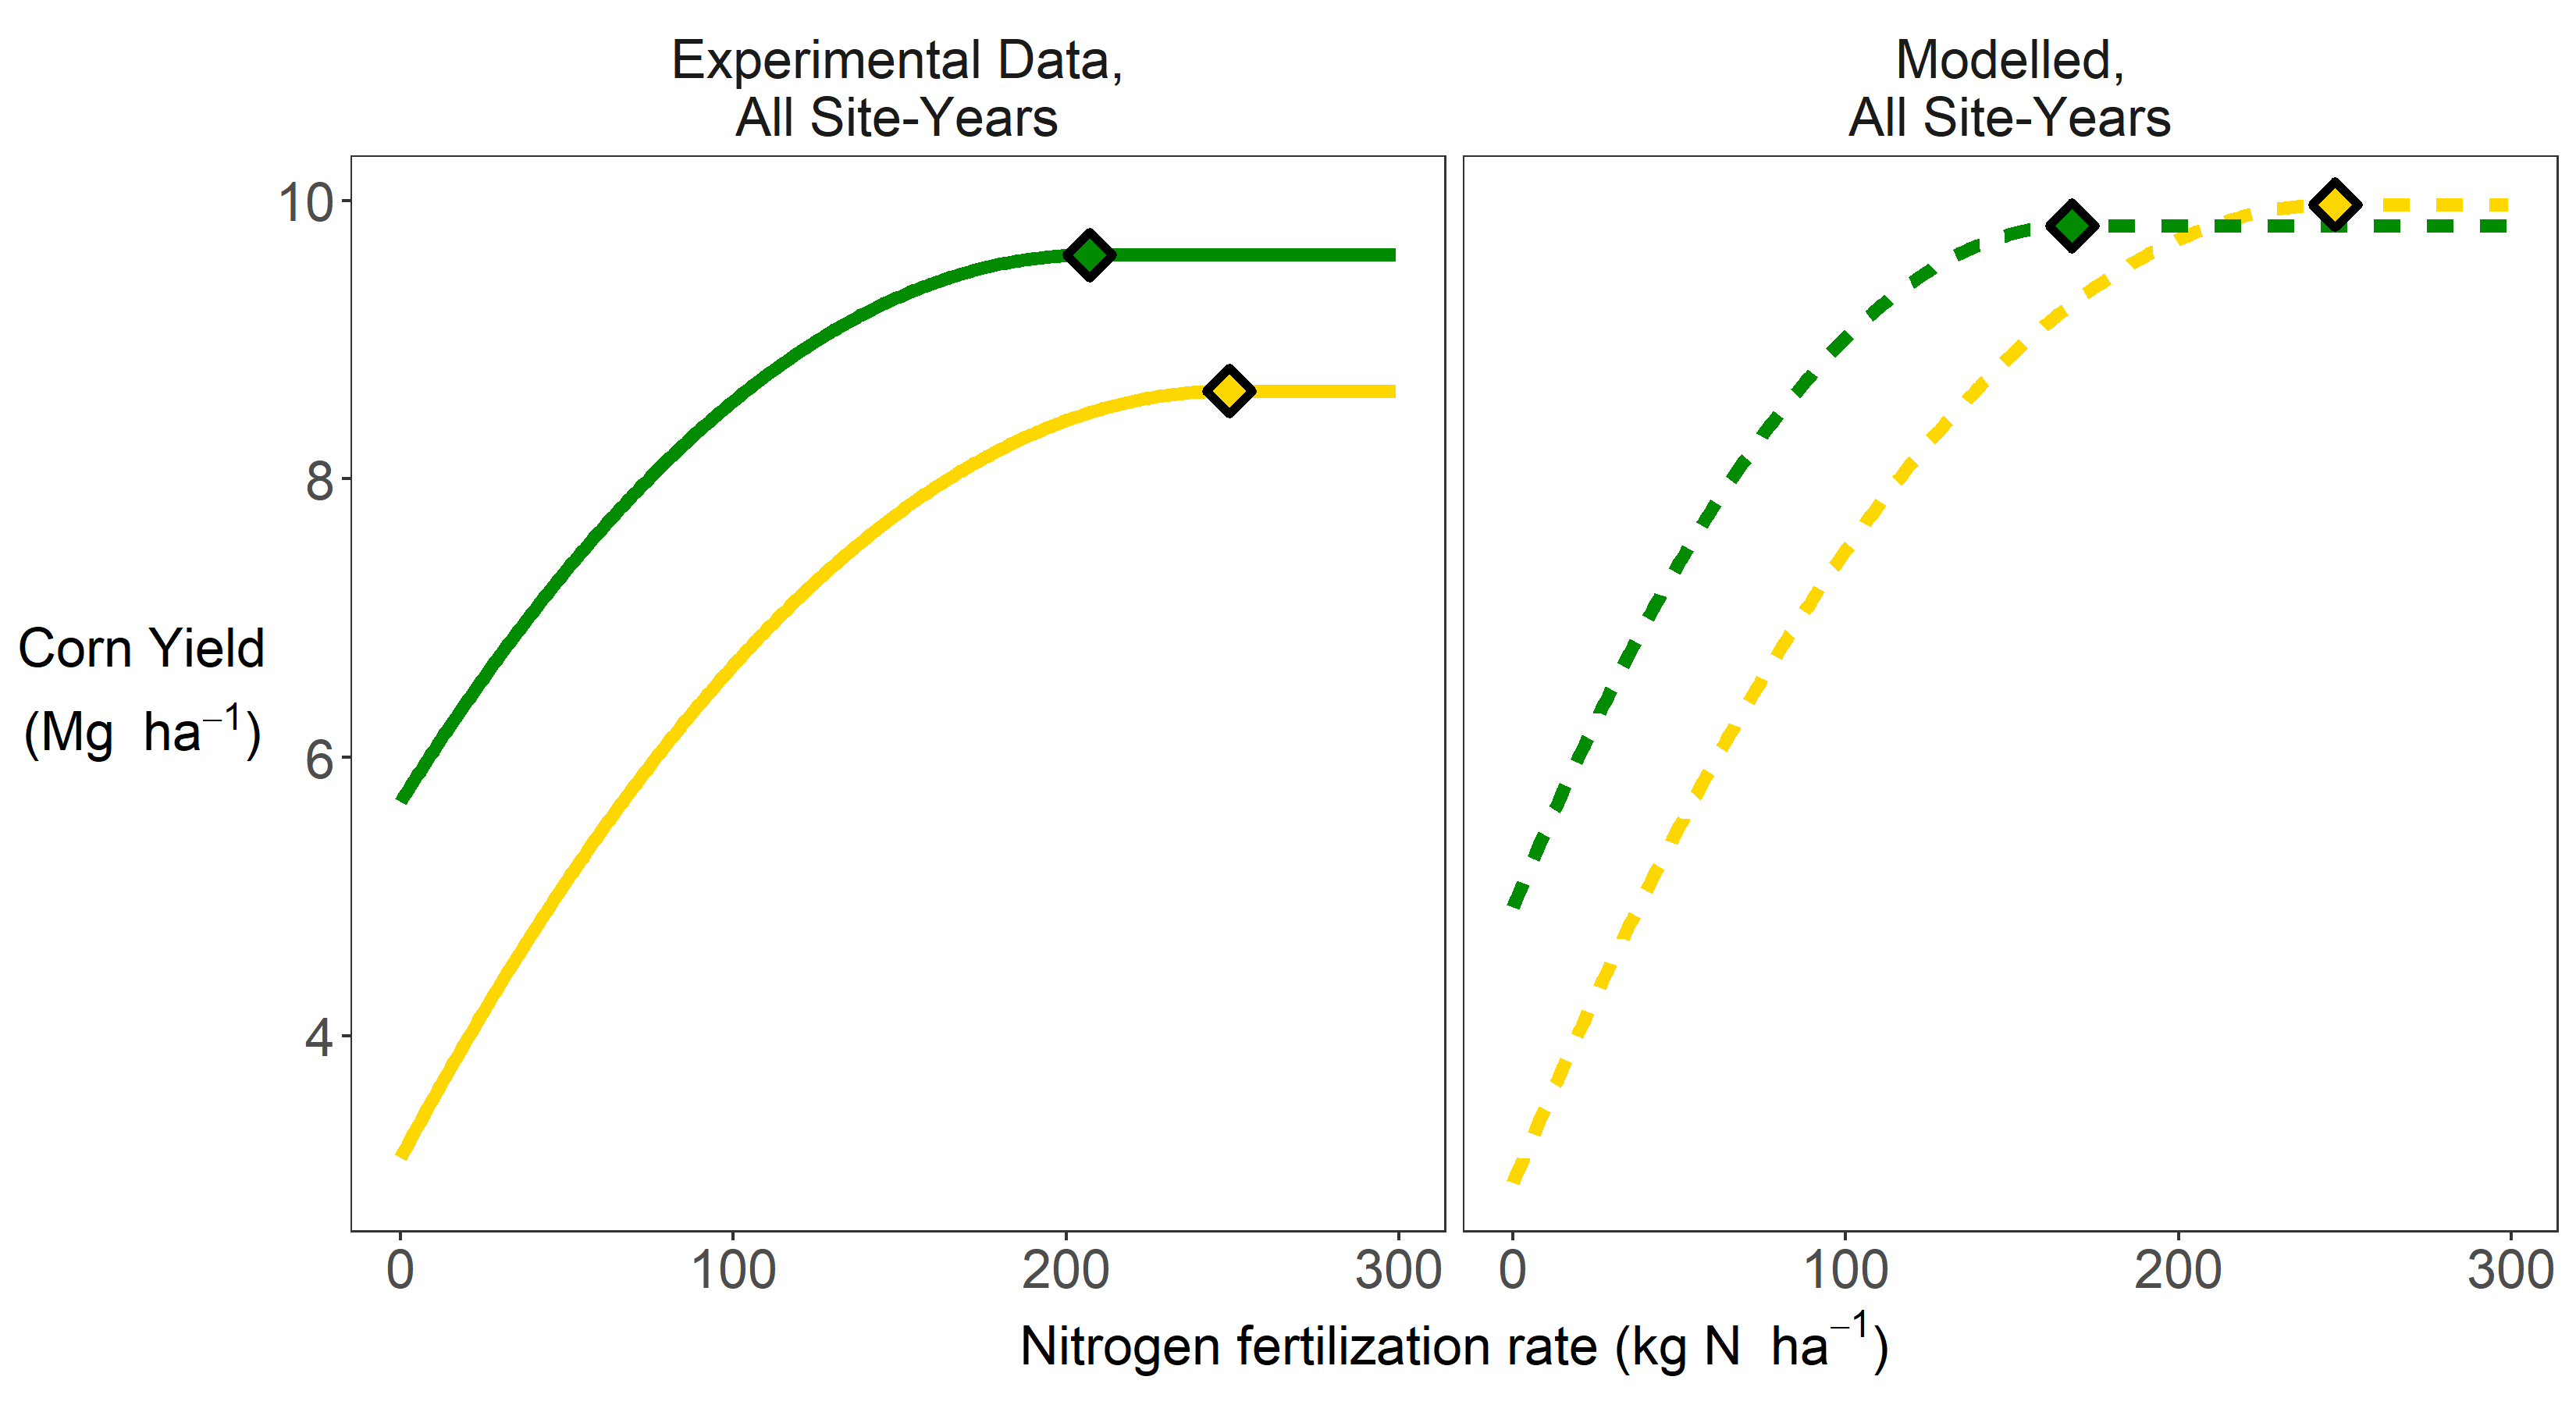 Experimental Data,
All Site-Years
Modelled,
All Site-Years
10
8
6
4
Corn Yield
(Mg ha⁻¹)
0 100 200 300
0 100 200 300
Nitrogen fertilization rate (kg N ha⁻¹)